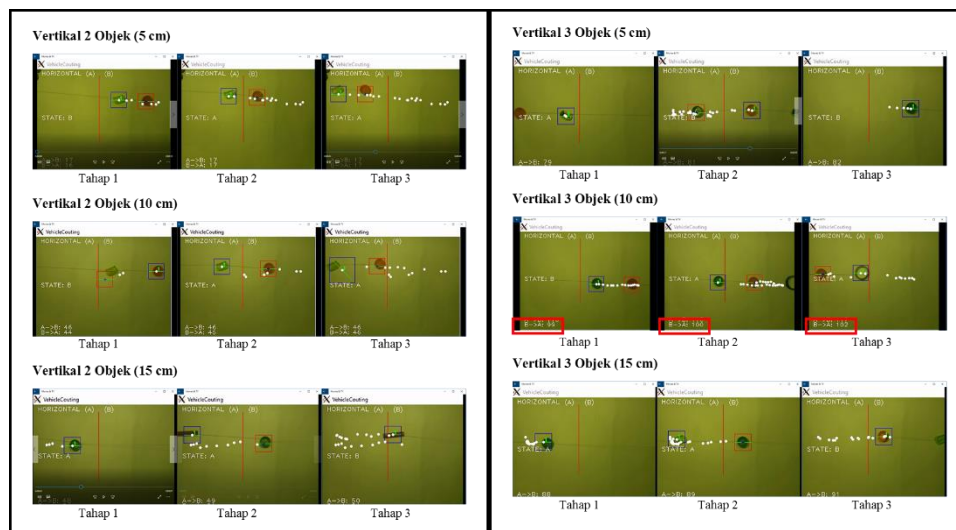 Vertikal 2 Objek (5 cm)
VehicleCouting
VehicleCouting
VehicleCouting
HORIZONTAL (A) (B)
HORIZONTAL (A) (B)
HORIZONTAL (A) (B)
STATE: B
STATE: A
STATE: A
A->B: 17
A->B: 17
B->A: 17
Tahap 1
Tahap 2
Tahap 3
Vertikal 2 Objek (10 cm)
VehicleCouting
VehicleCouting
VehicleCouting
HORIZONTAL (A) (B)
HORIZONTAL (A) (B)
HORIZONTAL (A) (B)
STATE: B
STATE: A
STATE: A
A->B: 46
A->B: 46
A->B: 46
B->A: 44
Tahap 1
Tahap 2
Tahap 3
Vertikal 2 Objek (15 cm)
VehicleCouting
VehicleCouting
VehicleCouting
HORIZONTAL (A) (B)
HORIZONTAL (A) (B)
HORIZONTAL (A) (B)
STATE: A
STATE: A
STATE: B
A->B: 49
A->B: 50
Tahap 1
Tahap 2
Tahap 3
Vertikal 3 Objek (5 cm)
VehicleCouting
VehicleCouting
VehicleCouting
HORIZONTAL (A) (B)
HORIZONTAL (A) (B)
HORIZONTAL (A) (B)
STATE: A
STATE: B
STATE: B
A->B: 79
A->B: 82
Tahap 1
Tahap 2
Tahap 3
Vertikal 3 Objek (10 cm)
VehicleCouting
VehicleCouting
VehicleCouting
HORIZONTAL (A) (B)
HORIZONTAL (A) (B)
HORIZONTAL (A) (B)
STATE: A
STATE: A
STATE: A
B->A: 100
Tahap 1
Tahap 2
Tahap 3
Vertikal 3 Objek (15 cm)
VehicleCouting
VehicleCouting
VehicleCouting
HORIZONTAL (A) (B)
HORIZONTAL (A) (B)
HORIZONTAL (A) (B)
STATE: A
STATE: A
STATE: B
A->B: 88
A->B: 89
A->B: 91
Tahap 1
Tahap 2
Tahap 3